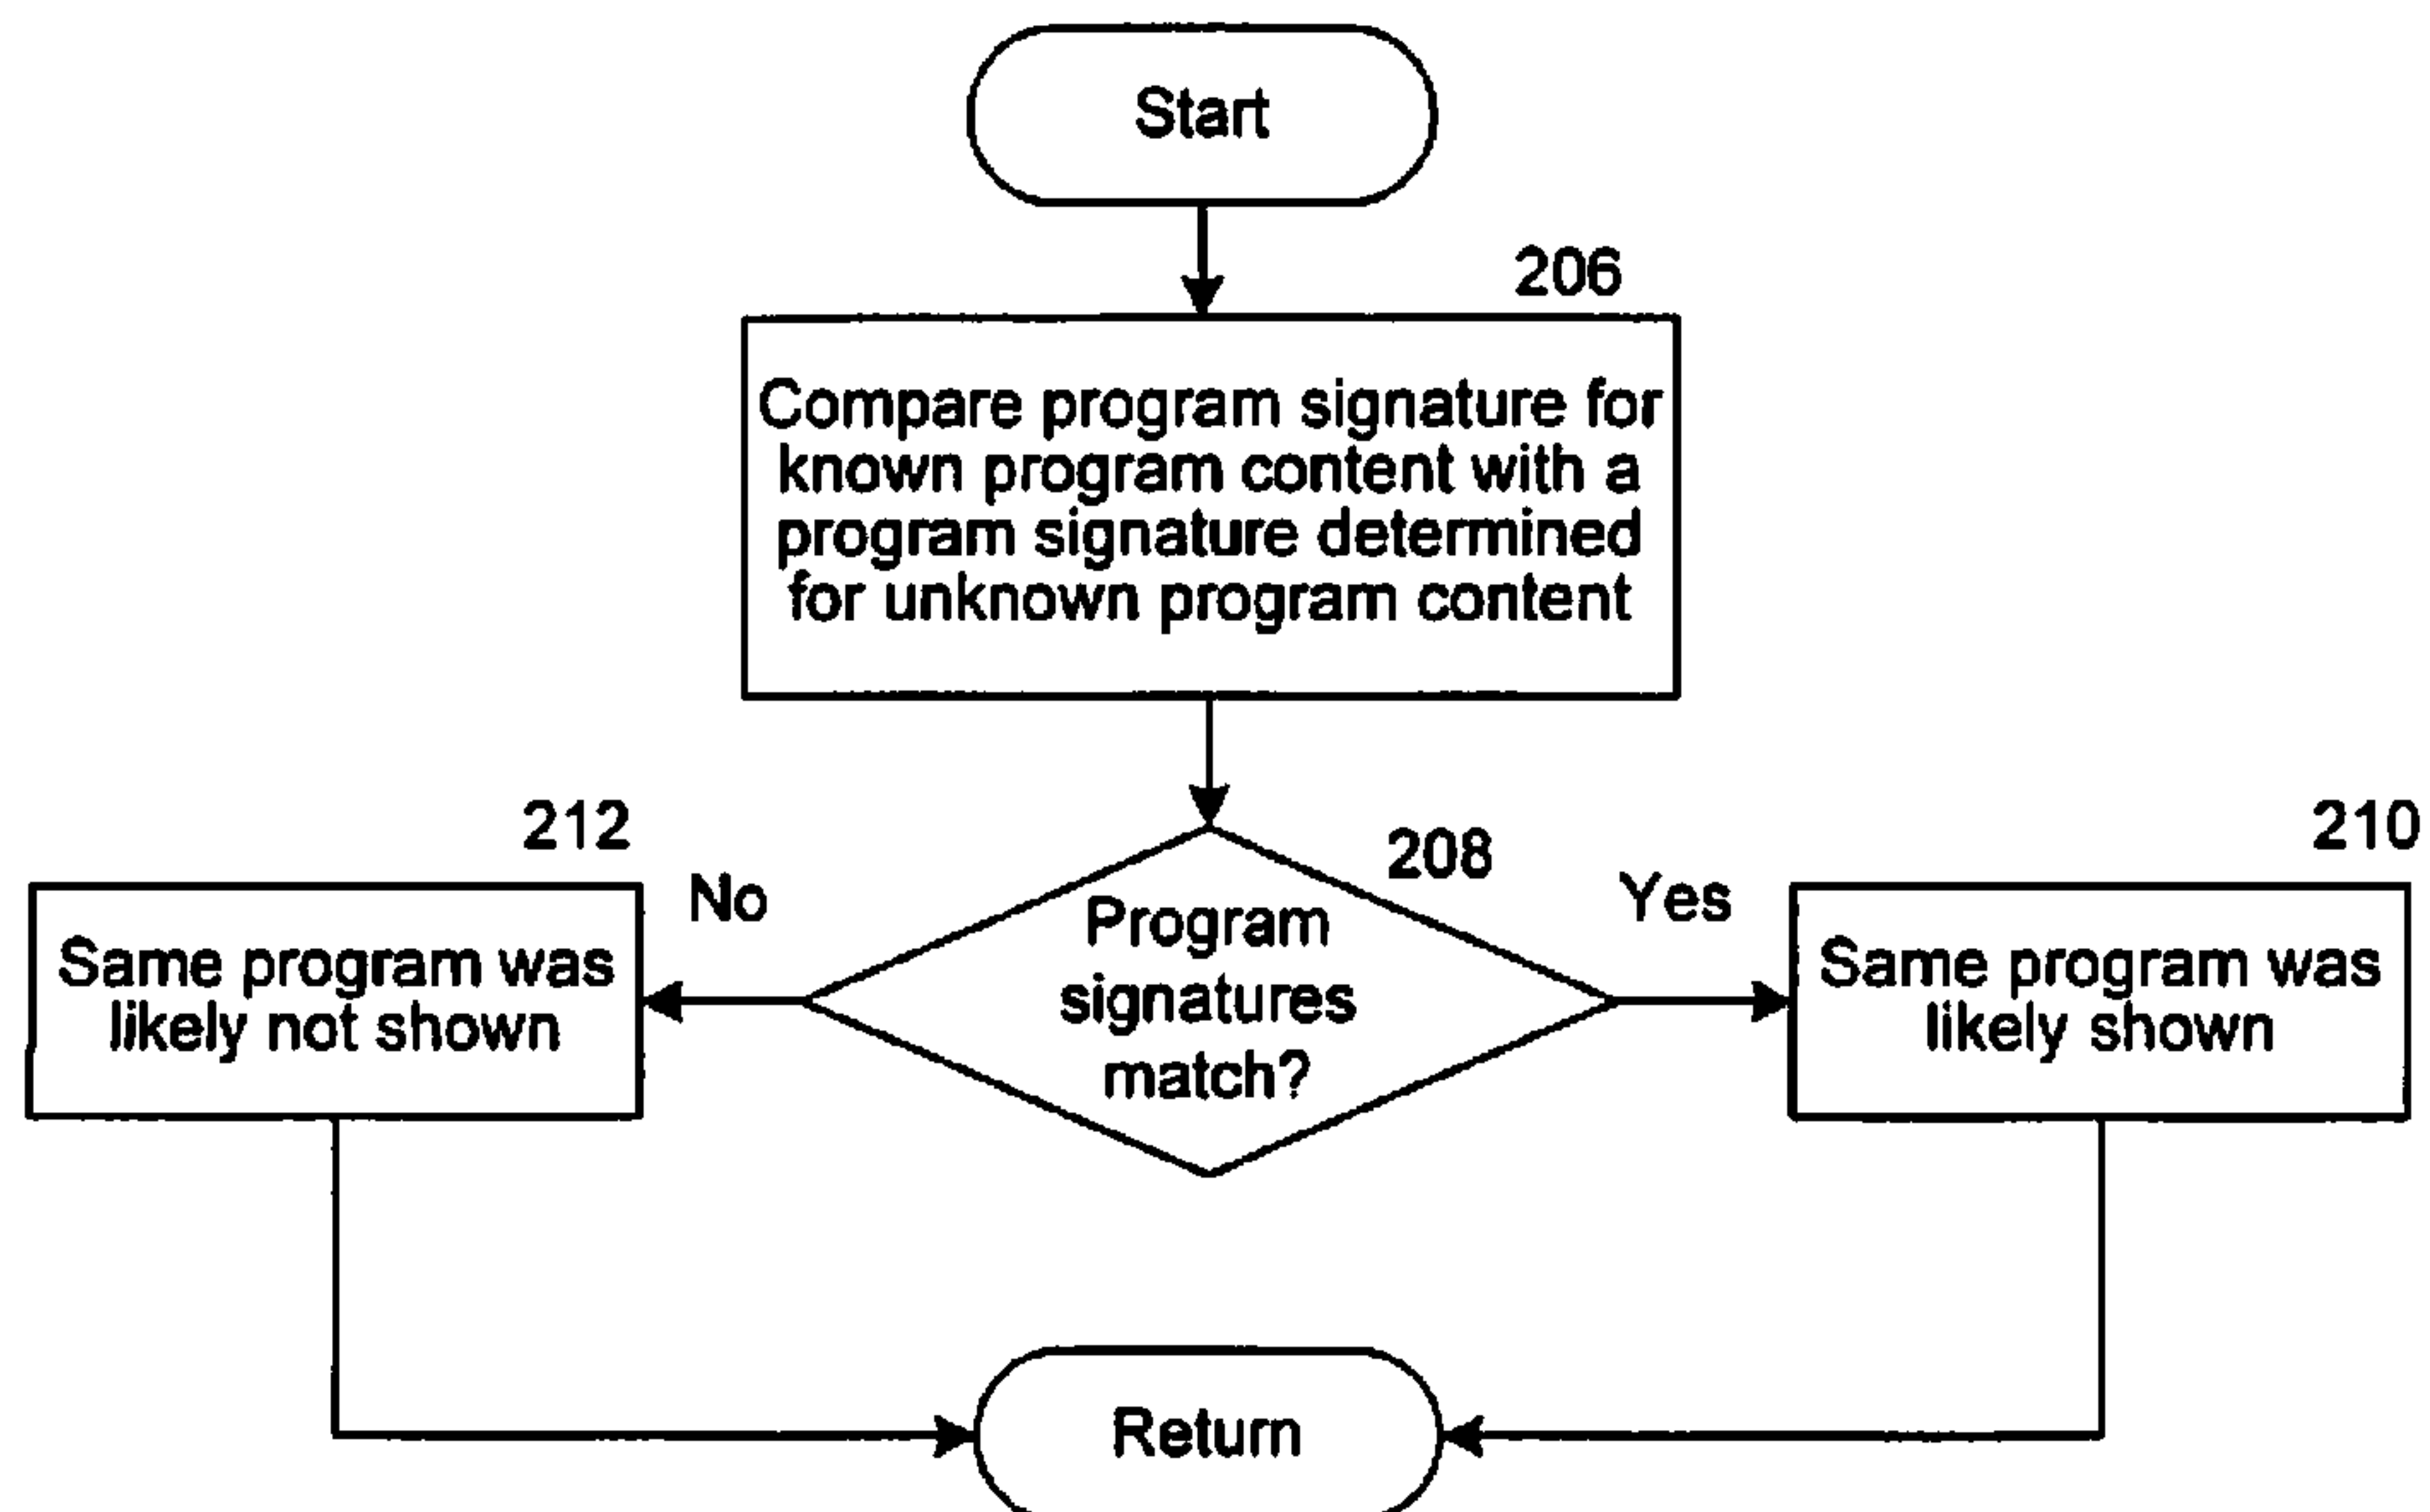 Start
206
Compare program signature for
known program content with a
program signature determined
for unknown program content
212
208
210
No
Yes
Program
signatures
match?
Same program was
likely not shown
Same program was
likely shown
Return